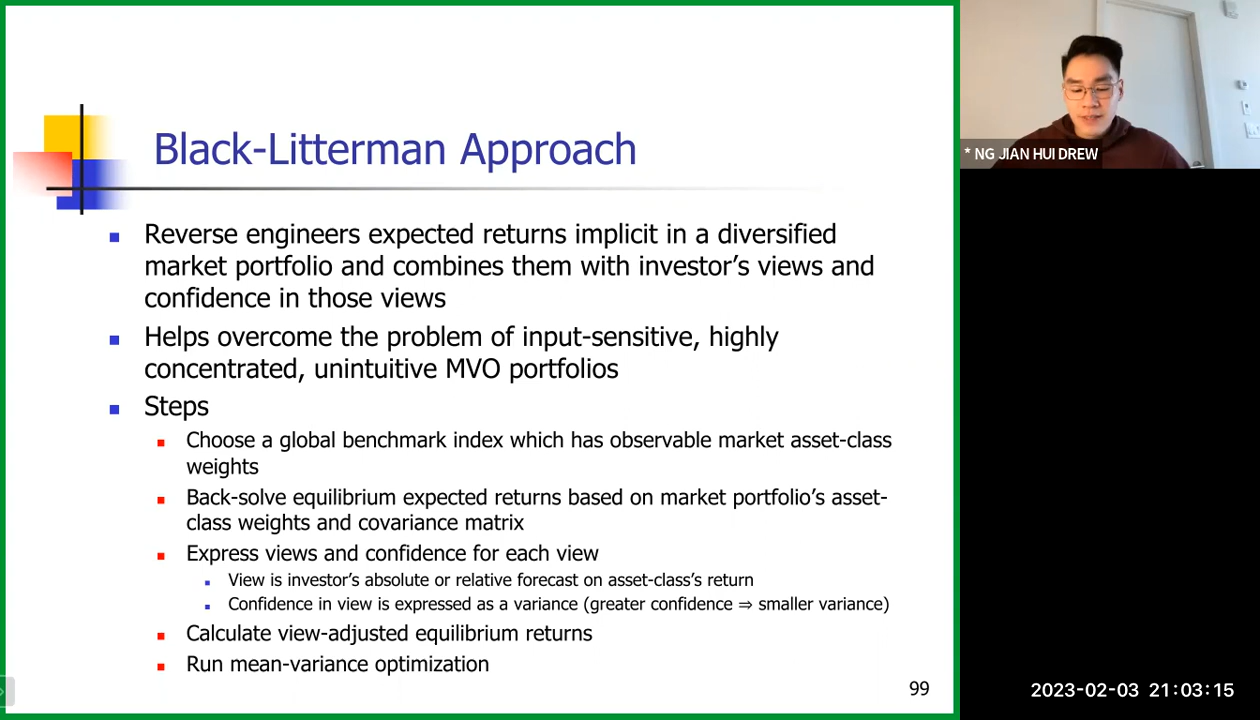 Black-Litterman Approach
Reverse engineers expected returns implicit in a diversified
market portfolio and combines them with investor's views and
confidence in those views
Helps overcome the problem of input-sensitive, highly
concentrated, unintuitive MVO portfolios
Steps
Choose a global benchmark index which has observable market asset-class
weights
Back-solve equilibrium expected returns based on market portfolio's asset-
class weights and covariance matrix
Express views and confidence for each view
View is investor's absolute or relative forecast on asset-class's return
Confidence in view is expressed as a variance (greater confidence ⇒ smaller variance)
Calculate view-adjusted equilibrium returns
Run mean-variance optimization
99
* NG JIAN HUI DREW
2023-02-03 21:03:15